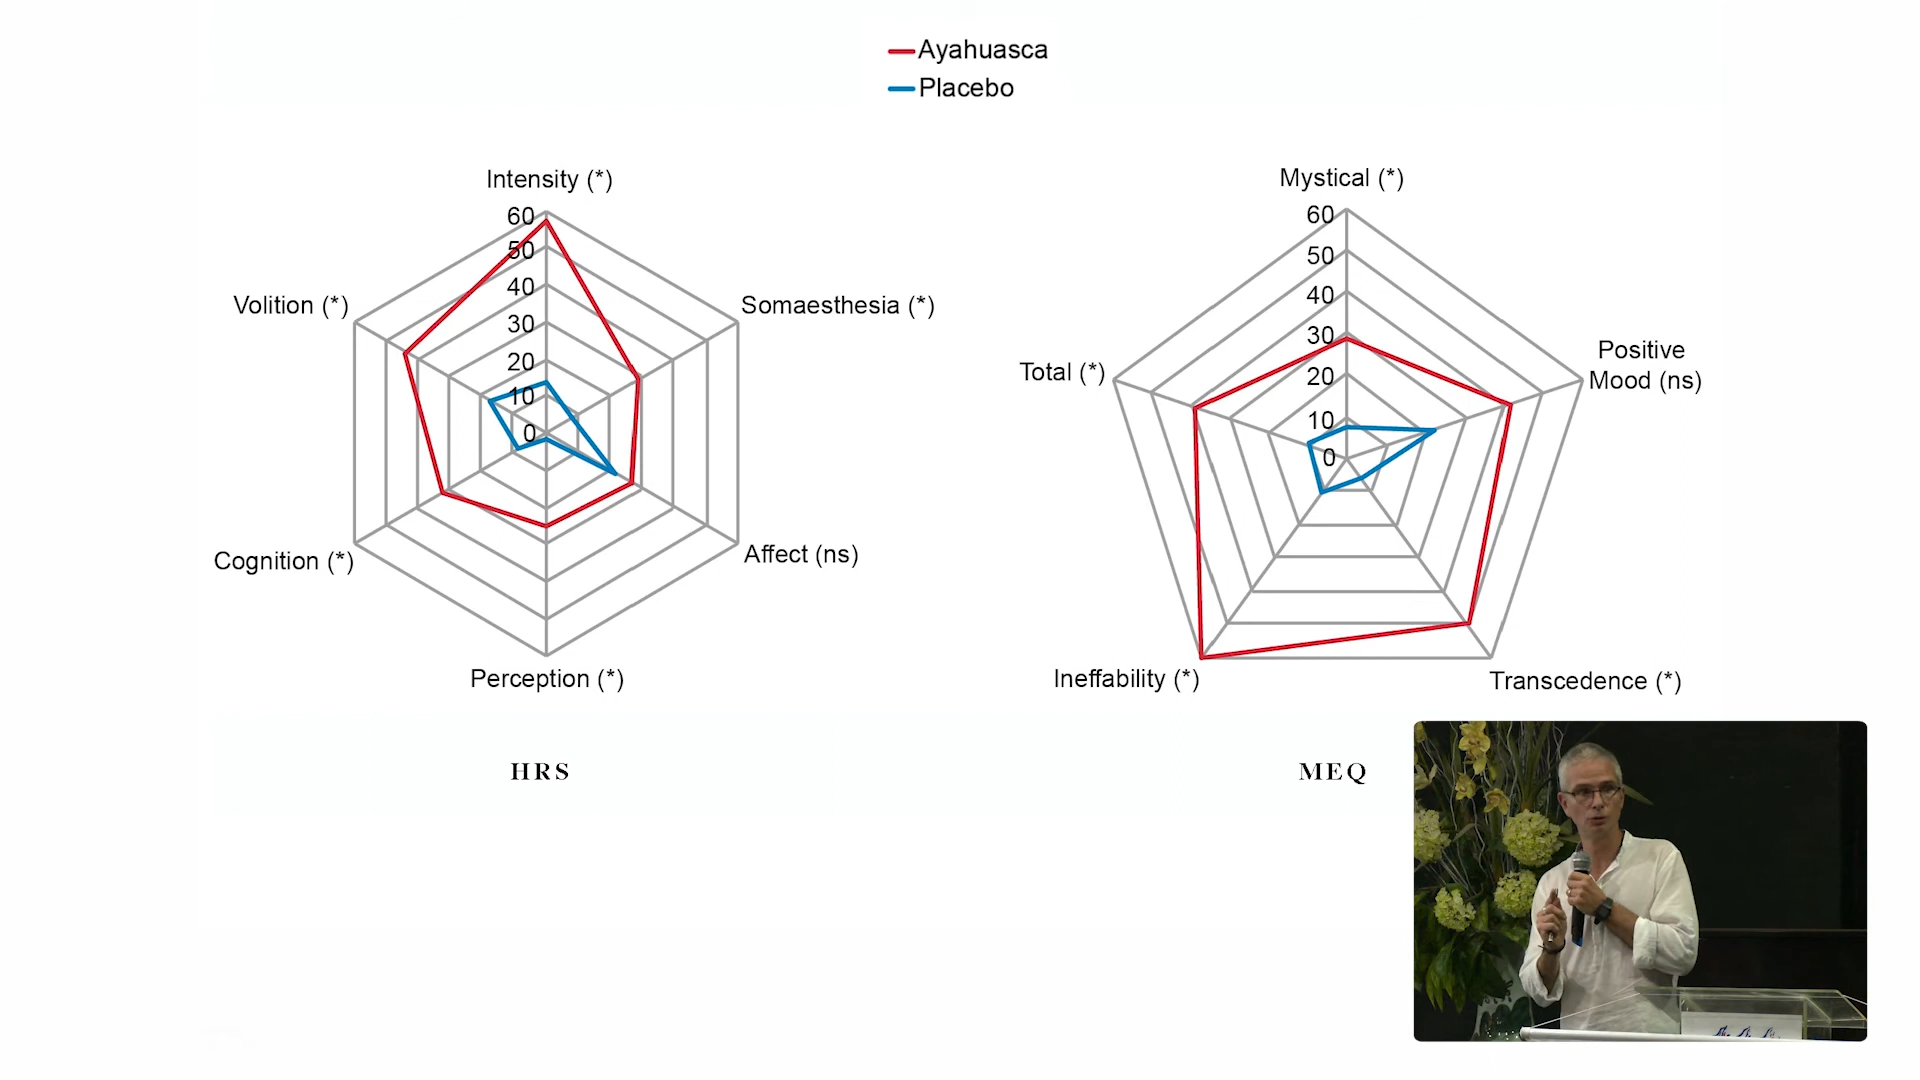 Ayahuasca
Placebo
Intensity (*)
60
50
40
30
20
10
0
Volition (*)
Somaesthesia (*)
Cognition (*)
Affect (ns)
Perception (*)
HRS
Mystical (*)
60
50
40
30
20
10
0
Total (*)
Positive
Mood (ns)
Ineffability (*)
Transcedence (*)
MEQ